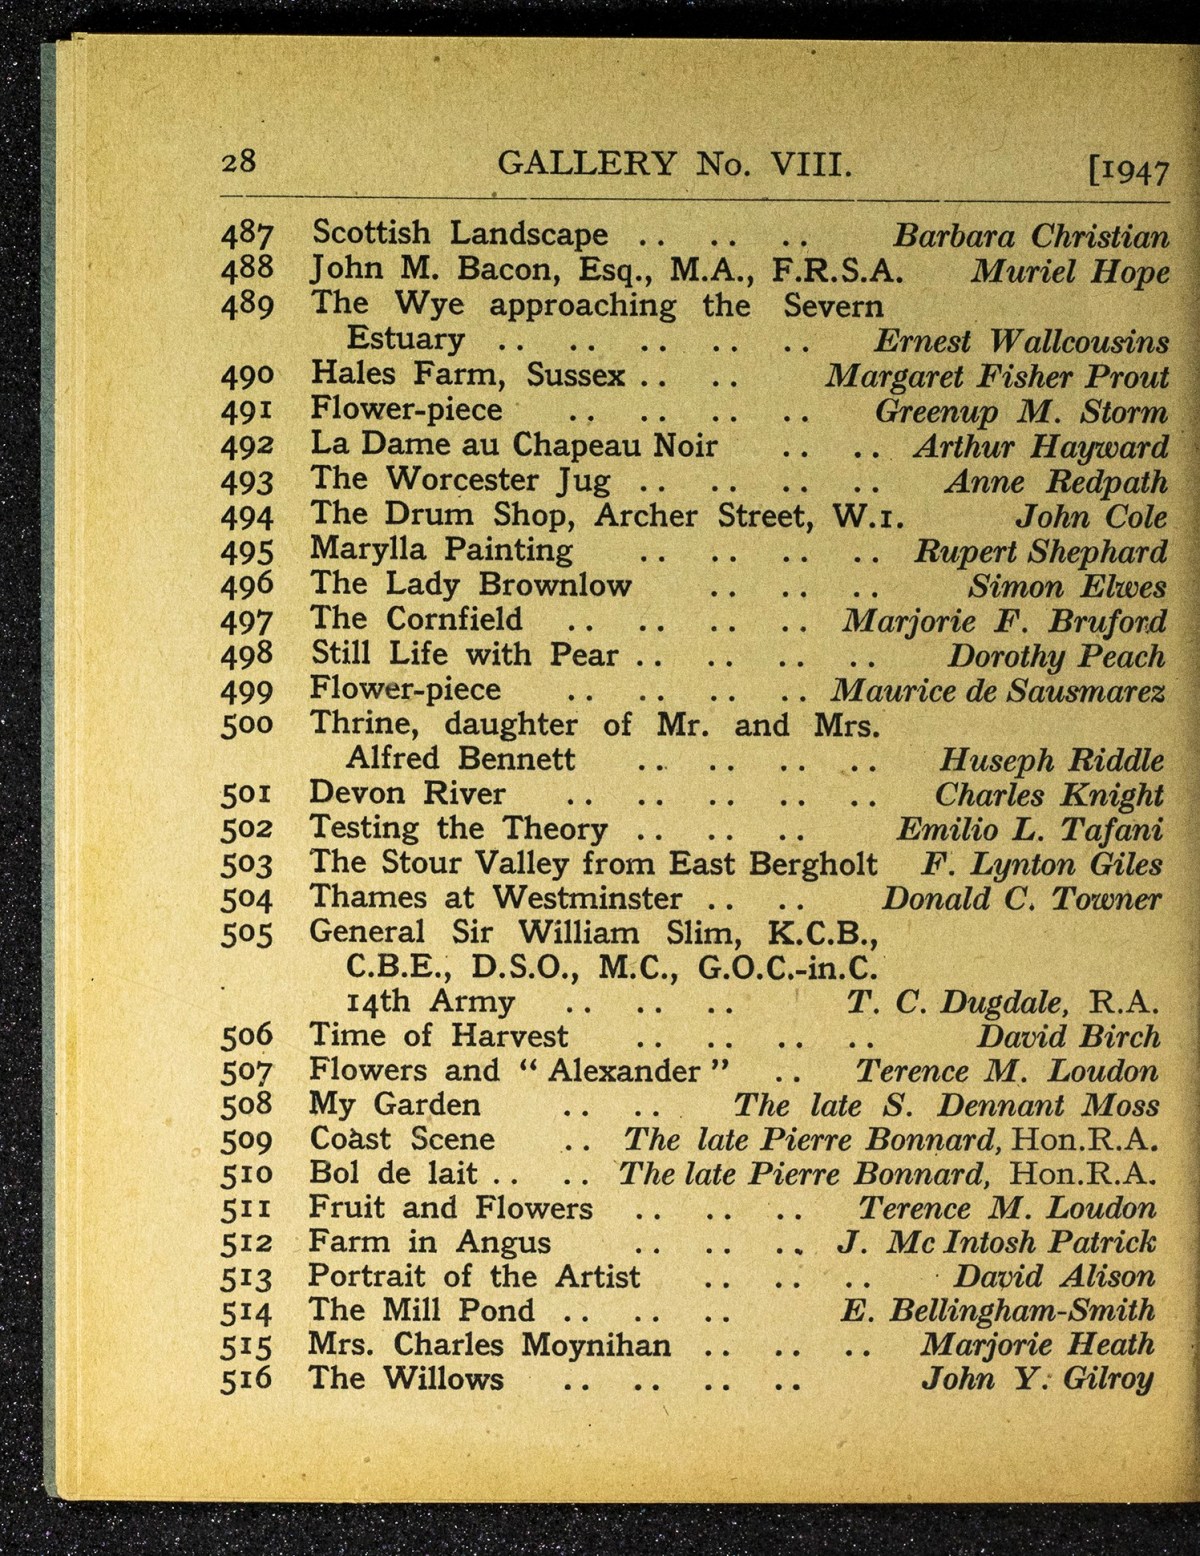 28 GALLERY No. VIII. [1947
487 Scottish Landscape .. .. .. Barbara Christian
488 John M. Bacon, Esq., M.A., F.R.S.A. Muriel Hope
489 The Wye approaching the Severn
Estuary .. .. .. .. .. Ernest Wallcousins
490 Hales Farm, Sussex .. .. Margaret Fisher Prout
491 Flower-piece .. .. .. .. Greenup M. Storm
492 La Dame au Chapeau Noir .. .. Arthur Hayward
493 The Worcester Jug .. .. .. .. Anne Redpath
494 The Drum Shop, Archer Street, W.1. John Cole
495 Marylla Painting .. .. .. .. Rupert Shephard
496 The Lady Brownlow .. .. .. Simon Elwes
497 The Cornfield .. .. .. .. Marjorie F. Bruford
498 Still Life with Pear .. .. .. .. Dorothy Peach
499 Flower-piece .. .. .. .. Maurice de Sausmarez
500 Thrine, daughter of Mr. and Mrs.
Alfred Bennett .. .. .. .. Huseph Riddle
501 Devon River .. .. .. .. .. Charles Knight
502 Testing the Theory .. .. .. Emilio L. Tafani
503 The Stour Valley from East Bergholt F. Lynton Giles
504 Thames at Westminster .. .. Donald C. Towner
505 General Sir William Slim, K.C.B.,
C.B.E., D.S.O., M.C., G.O.C.-in.C.
14th Army .. .. .. T. C. Dugdale, R.A.
506 Time of Harvest .. .. .. .. David Birch
507 Flowers and “ Alexander ” .. Terence M. Loudon
508 My Garden .. .. The late S. Dennant Moss
509 Coast Scene .. The late Pierre Bonnard, Hon.R.A.
510 Bol de lait .. .. The late Pierre Bonnard, Hon.R.A.
511 Fruit and Flowers .. .. .. Terence M. Loudon
512 Farm in Angus .. .. .. J. Mc Intosh Patrick
513 Portrait of the Artist .. .. .. David Alison
514 The Mill Pond .. .. .. E. Bellingham-Smith
515 Mrs. Charles Moynihan .. .. .. Marjorie Heath
516 The Willows .. .. .. .. John Y. Gilroy